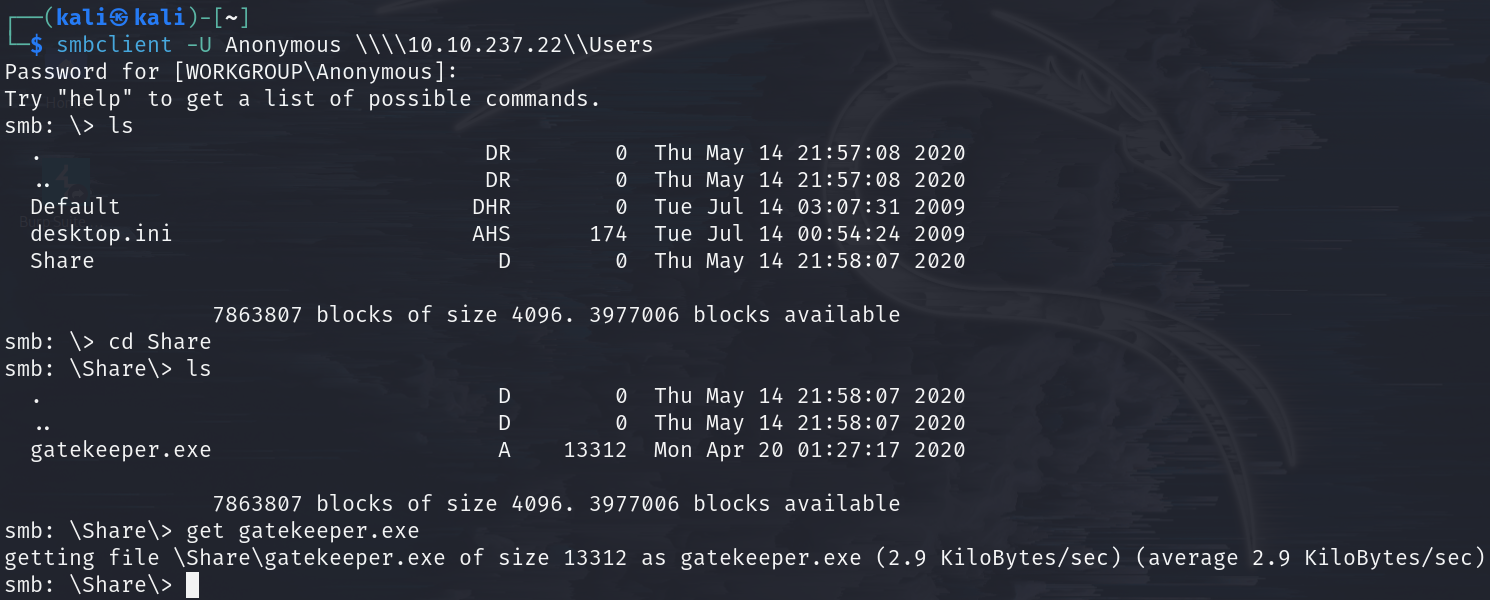 ┌──(kali㉿kali)-[~]
└─$ smbclient -U Anonymous \\\\10.10.237.22\\Users
Password for [WORKGROUP\Anonymous]:
Try "help" to get a list of possible commands.
smb: \> ls
  .                                  DR        0  Thu May 14 21:57:08 2020
  ..                                 DR        0  Thu May 14 21:57:08 2020
  Default                           DHR        0  Tue Jul 14 03:07:31 2009
  desktop.ini                       AHS      174  Tue Jul 14 00:54:24 2009
  Share                               D        0  Thu May 14 21:58:07 2020

                7863807 blocks of size 4096. 3977006 blocks available
smb: \> cd Share
smb: \Share\> ls
  .                                   D        0  Thu May 14 21:58:07 2020
  ..                                  D        0  Thu May 14 21:58:07 2020
  gatekeeper.exe                      A    13312  Mon Apr 20 01:27:17 2020

                7863807 blocks of size 4096. 3977006 blocks available
smb: \Share\> get gatekeeper.exe
getting file \Share\gatekeeper.exe of size 13312 as gatekeeper.exe (2.9 KiloBytes/sec) (average 2.9 KiloBytes/sec)
smb: \Share\>